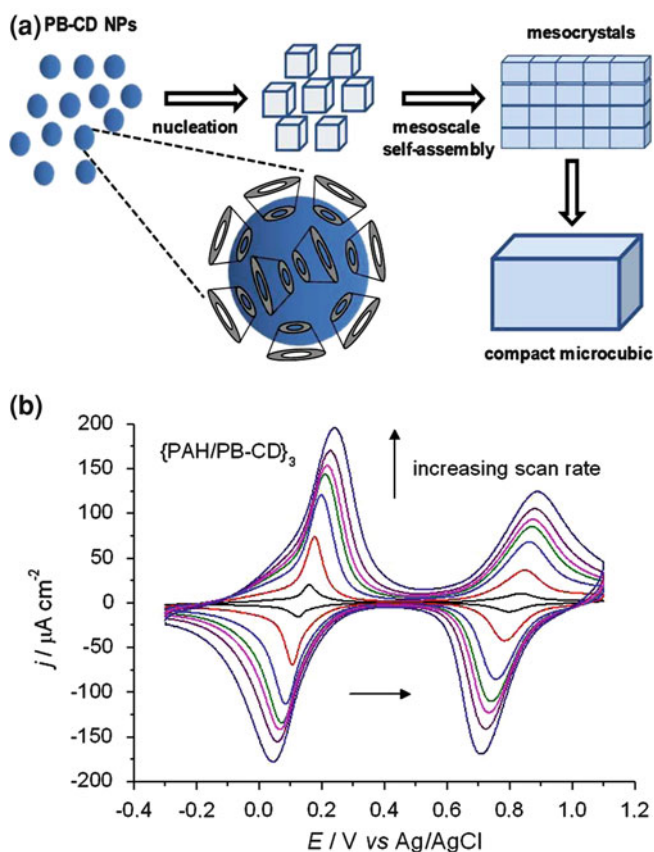 (a) PB-CD NPs
nucleation
mesoscale
self-assembly
mesocrystals
compact microcubic
(b)
{PAH/PB-CD}₃
increasing scan rate
200
150
100
50
0
-50
-100
-150
-200
j / µA cm⁻²
-0.4 -0.2 0.0 0.2 0.4 0.6 0.8 1.0 1.2
E / V vs Ag/AgCl